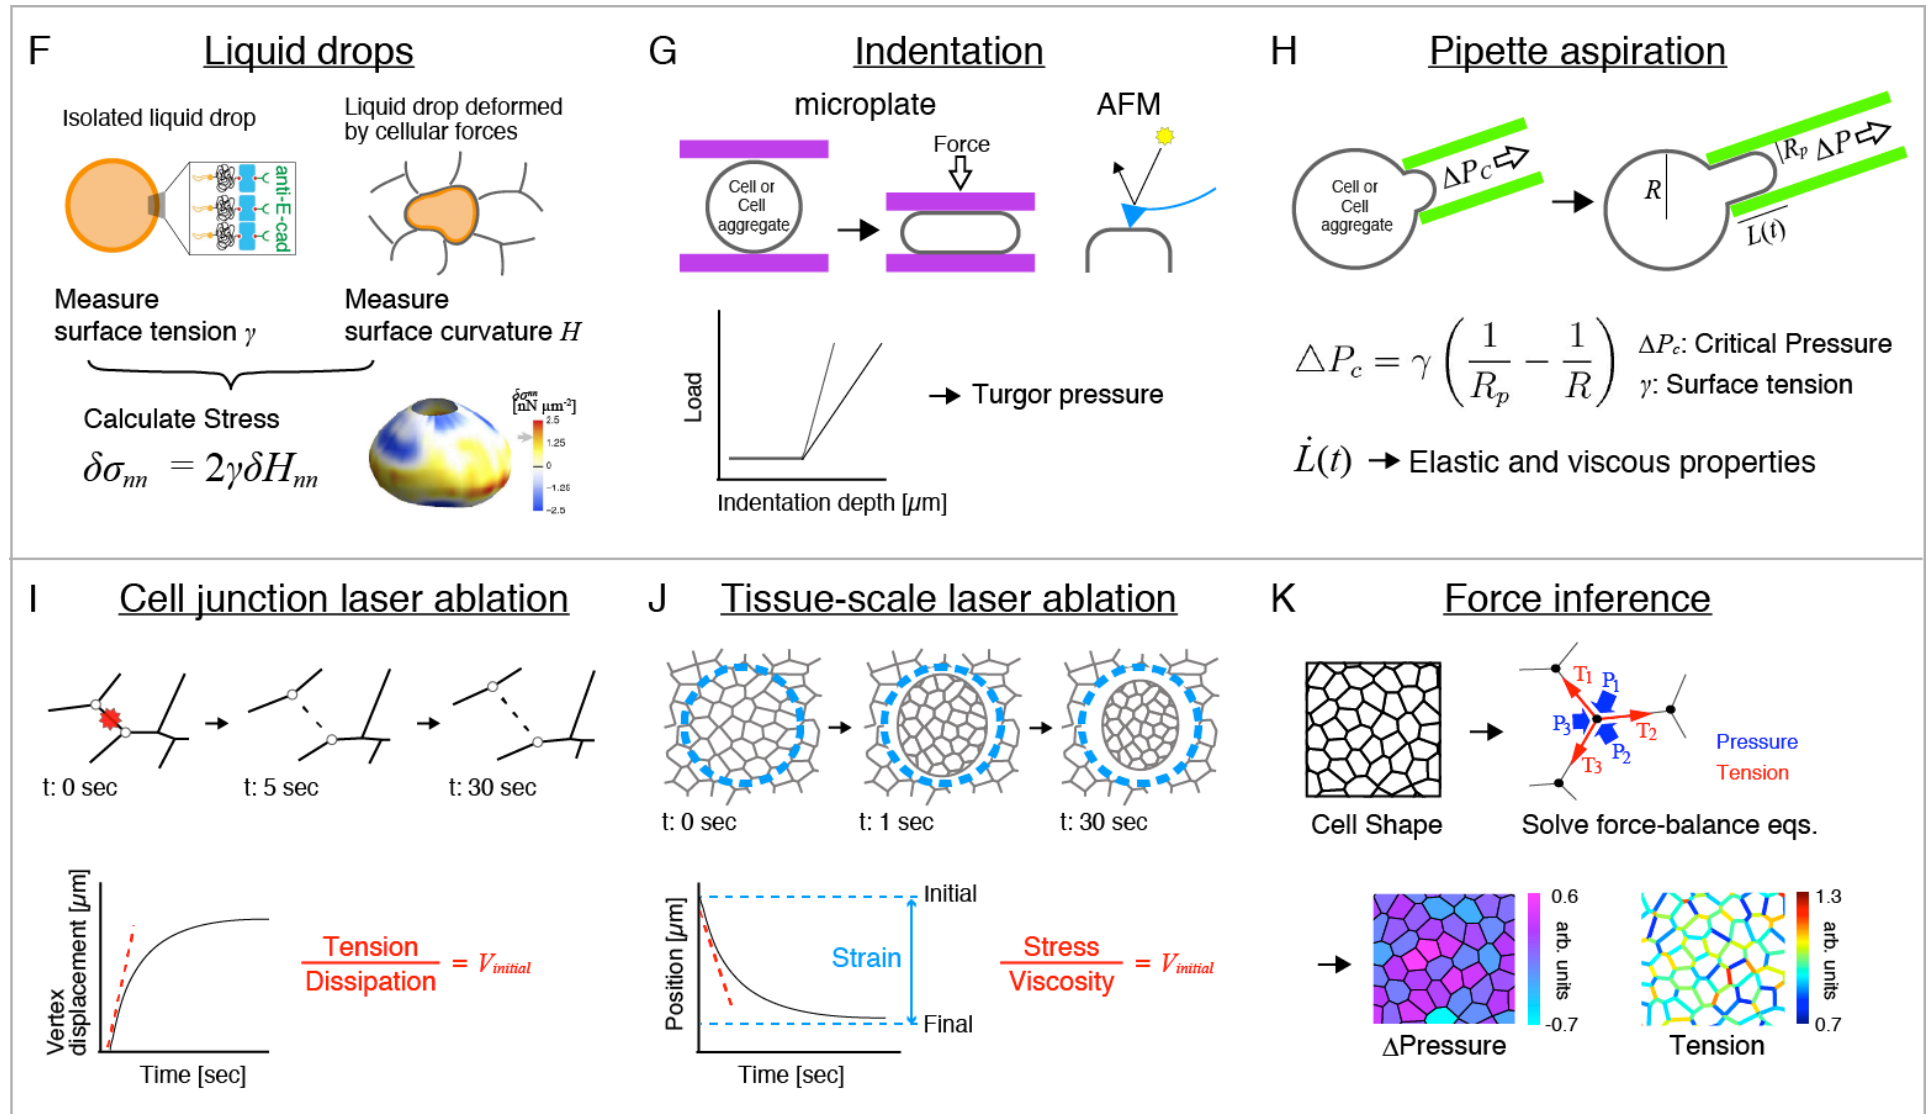 F Liquid drops
Isolated liquid drop
anti-E-cad
Liquid drop deformed
by cellular forces
Measure
surface tension γ
Measure
surface curvature H
Calculate Stress
δσnn = 2γδHnn
δσnn
[nN μm-2]
2.5
1.25
0
-1.25
-2.5
G Indentation
microplate
AFM
Cell or
Cell
aggregate
Force
Load
Indentation depth [μm]
Turgor pressure
H Pipette aspiration
Cell or
Cell
aggregate
ΔPc
R
Rp ΔP
L(t)
△Pc = γ (1/Rp − 1/R)
ΔPc: Critical Pressure
γ: Surface tension
L̇(t) → Elastic and viscous properties
I Cell junction laser ablation
t: 0 sec
t: 5 sec
t: 30 sec
Vertex
displacement [μm]
Time [sec]
Tension
Dissipation
= Vinitial
J Tissue-scale laser ablation
t: 0 sec
t: 1 sec
t: 30 sec
Position [μm]
Time [sec]
Initial
Strain
Final
Stress
Viscosity
= Vinitial
K Force inference
Cell Shape
T1
P1
P3
T2
P2
T3
Pressure
Tension
Solve force-balance eqs.
0.6
arb. units
-0.7
ΔPressure
1.3
arb. units
0.7
Tension